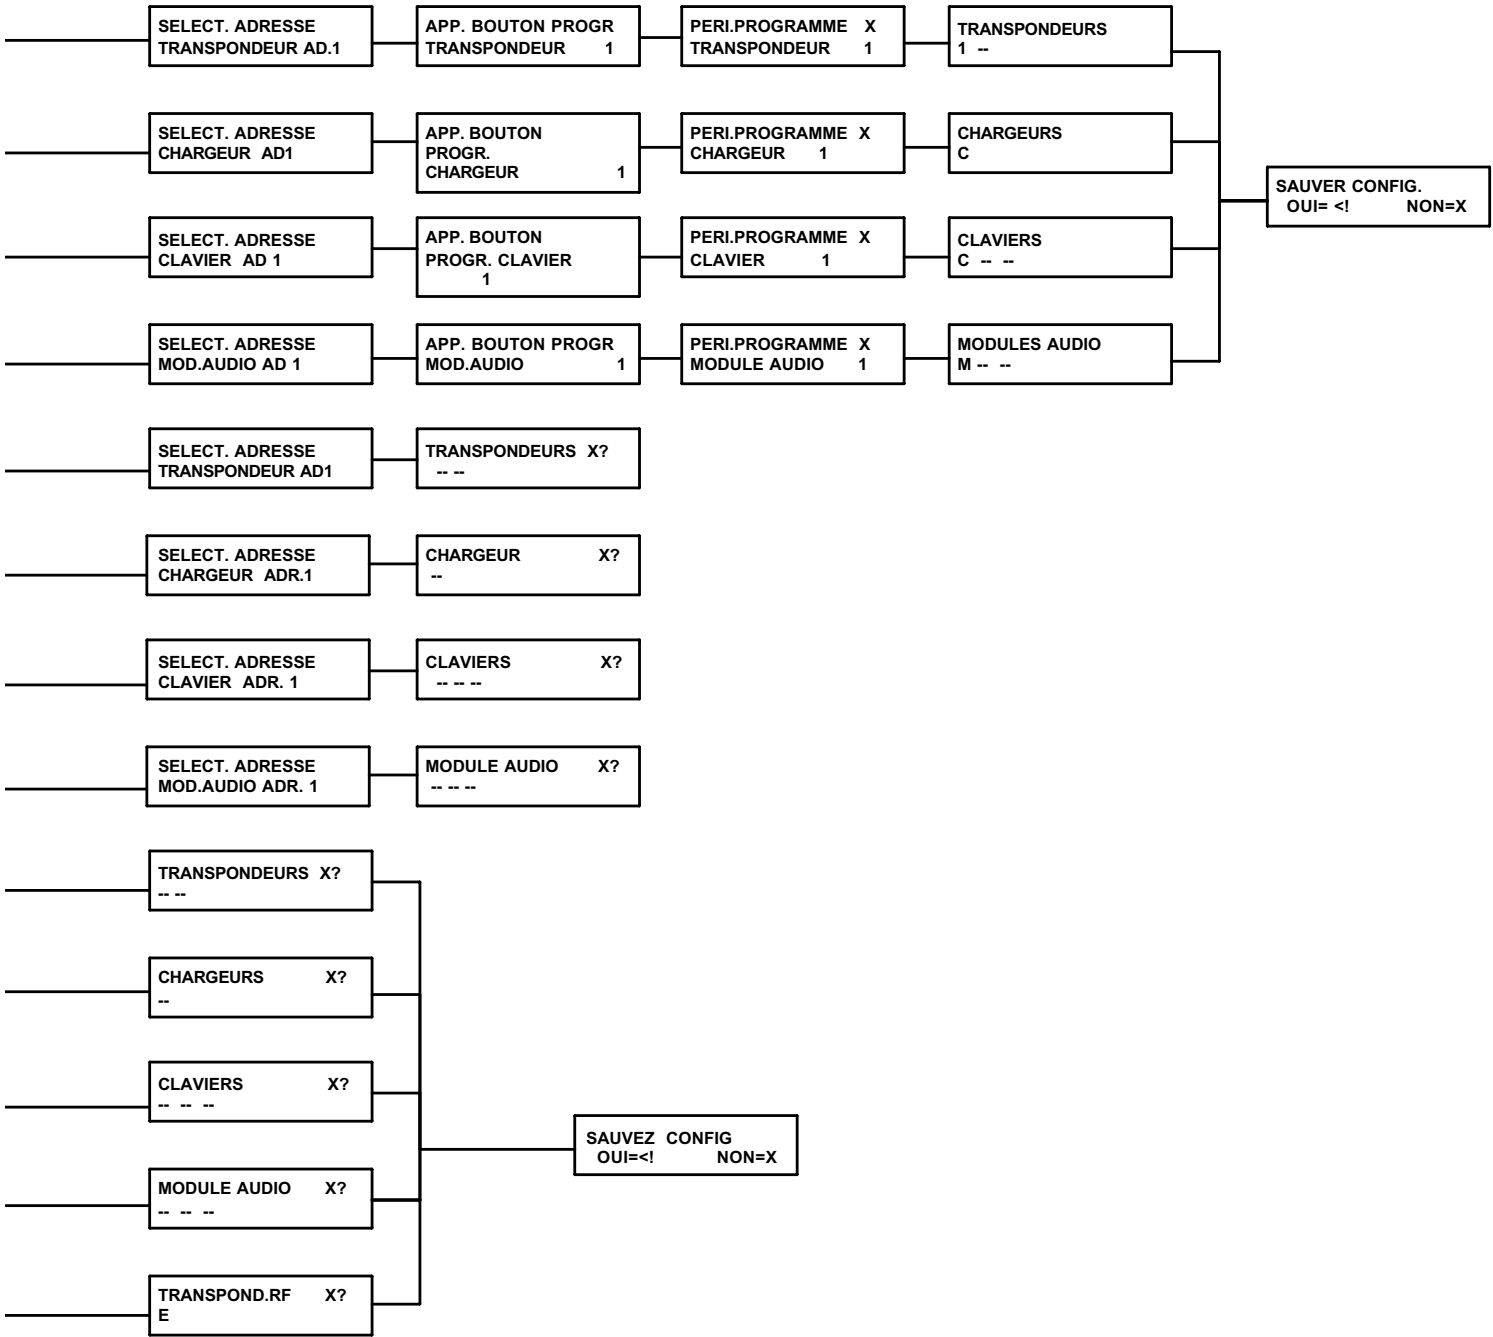 SELECT. ADRESSE
TRANSPONDEUR AD.1
APP. BOUTON PROGR
TRANSPONDEUR 1
PERI.PROGRAMME X
TRANSPONDEUR 1
TRANSPONDEURS
1 --
SELECT. ADRESSE
CHARGEUR AD1
APP. BOUTON
PROGR.
CHARGEUR 1
PERI.PROGRAMME X
CHARGEUR 1
CHARGEURS
C
SAUVER CONFIG.
OUI= <! NON=X
SELECT. ADRESSE
CLAVIER AD 1
APP. BOUTON
PROGR. CLAVIER
1
PERI.PROGRAMME X
CLAVIER 1
CLAVIERS
C -- --
SELECT. ADRESSE
MOD.AUDIO AD 1
APP. BOUTON PROGR
MOD.AUDIO 1
PERI.PROGRAMME X
MODULE AUDIO 1
MODULES AUDIO
M -- --
SELECT. ADRESSE
TRANSPONDEUR AD1
TRANSPONDEURS X?
-- --
SELECT. ADRESSE
CHARGEUR ADR.1
CHARGEUR X?
--
SELECT. ADRESSE
CLAVIER ADR. 1
CLAVIERS X?
-- -- --
SELECT. ADRESSE
MOD.AUDIO ADR. 1
MODULE AUDIO X?
-- -- --
TRANSPONDEURS X?
-- --
CHARGEURS X?
--
CLAVIERS X?
-- -- --
SAUVEZ CONFIG
OUI=<! NON=X
MODULE AUDIO X?
-- -- --
TRANSPOND.RF X?
E